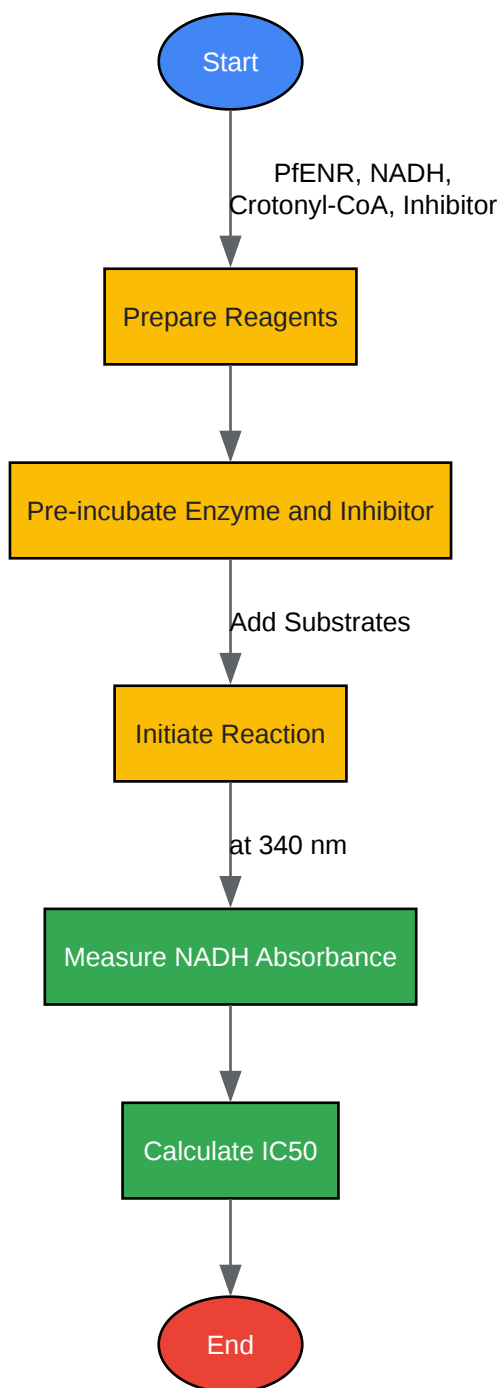 Start
PfENR, NADH,
Crotonyl-CoA, Inhibitor
Prepare Reagents
Pre-incubate Enzyme and Inhibitor
Add Substrates
Initiate Reaction
at 340 nm
Measure NADH Absorbance
Calculate IC50
End